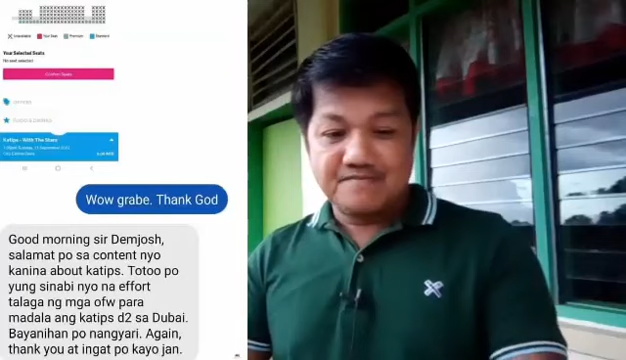 Your Selected Seats
No seat selected
Confirm Seats
Katips - With The Stars
Wow grabe. Thank God
Good morning sir Demjosh,
salamat po sa content nyo
kanina about katips. Totoo po
yung sinabi nyo na effort
talaga ng mga ofw para
madala ang katips d2 sa Dubai.
Bayanihan po nangyari. Again,
thank you at ingat po kayo jan.